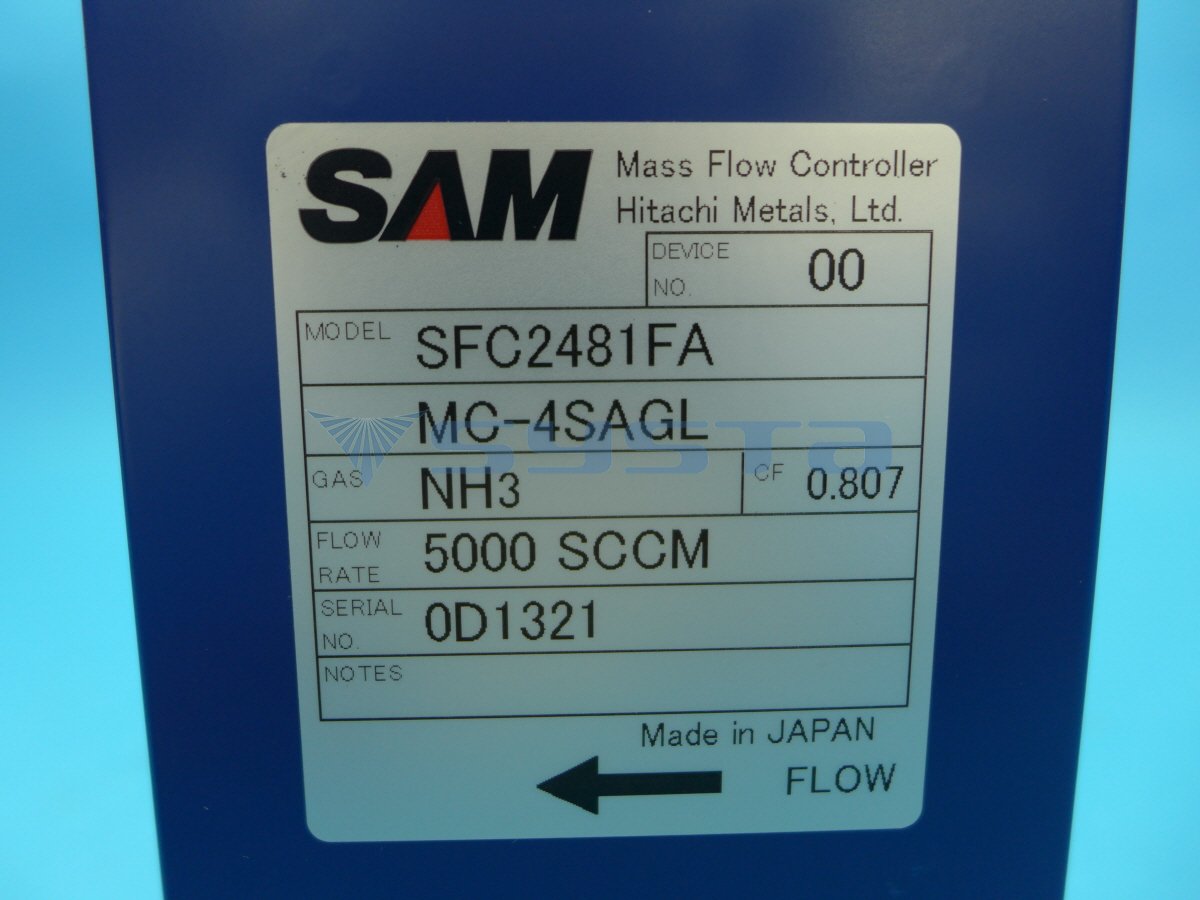 SAM
Mass Flow Controller
Hitachi Metals, Ltd.
DEVICE NO. 00
MODEL SFC2481FA
MC-4SAGL
systa
GAS NH3 CF 0.807
FLOW RATE 5000 SCCM
SERIAL NO. 0D1321
NOTES
Made in JAPAN
FLOW